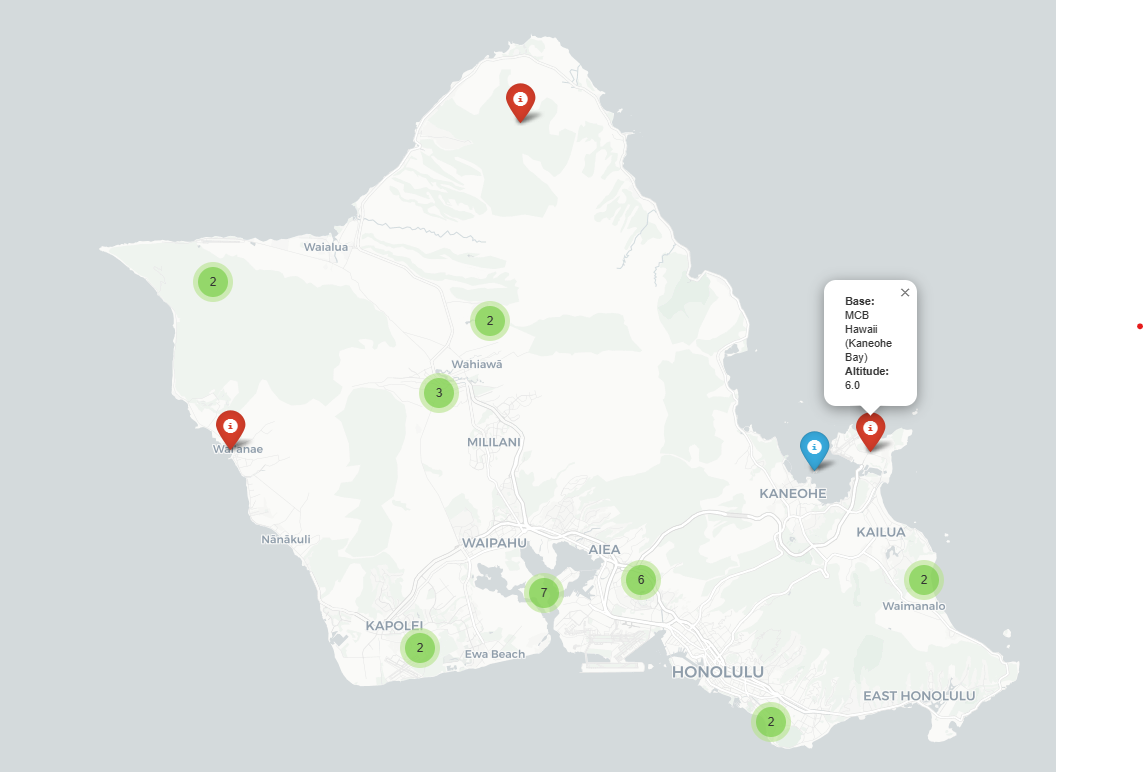 Waialua
2
2
Base:
MCB
Hawaii
(Kaneohe
Bay)
Altitude:
6.0
×
Wahiawā
3
MILILANI
Waiʻanae
KANEOHE
KAILUA
Nānākuli
WAIPAHU
AIEA
6
7
2
Waimanalo
KAPOLEI
2
Ewa Beach
HONOLULU
EAST HONOLULU
2